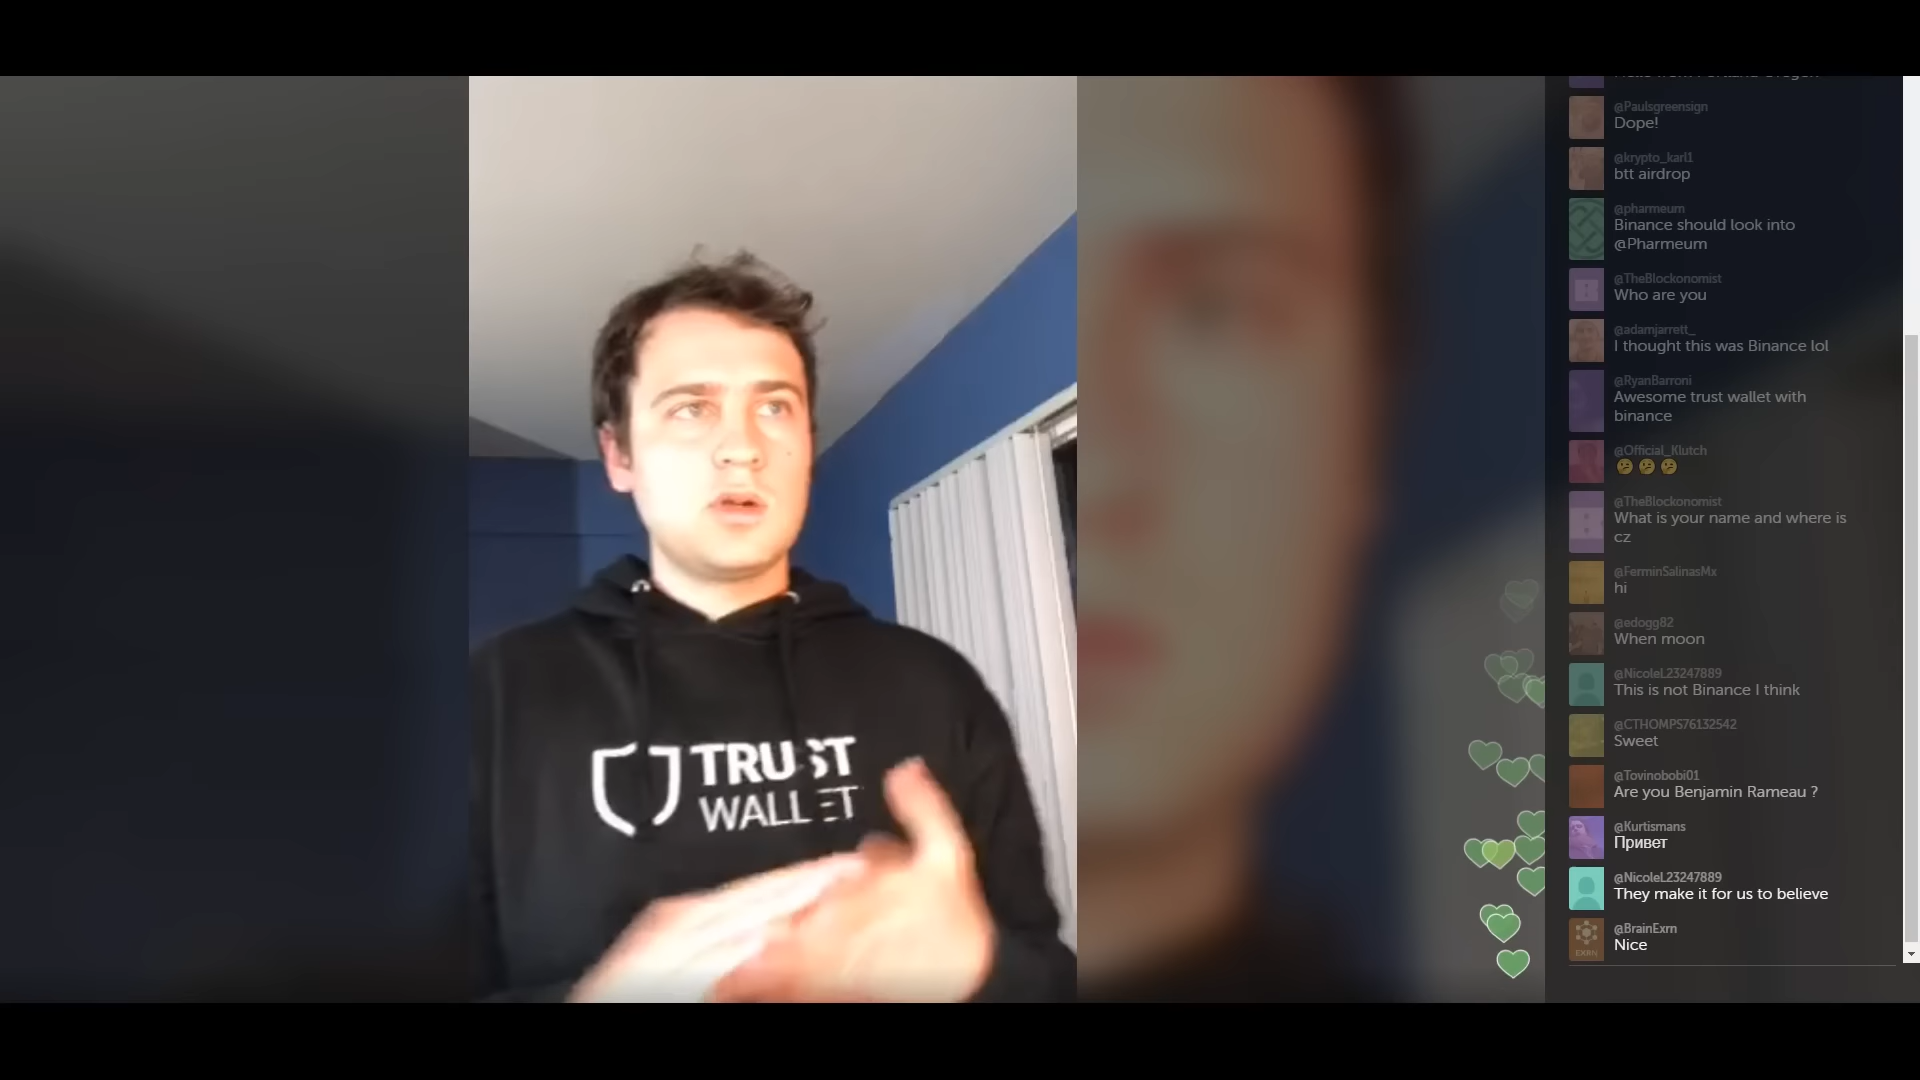 TRUST
WALLET
@Paulsgreensign
Dope!
@krypto_karl1
btt airdrop
@pharmeum
Binance should look into
@Pharmeum
@TheBlockonomist
Who are you
@adamjarrett_
I thought this was Binance lol
@RyanBarroni
Awesome trust wallet with
binance
@Official_Klutch
🤔 🤔 🤔
@TheBlockonomist
What is your name and where is
cz
@FerminSalinasMx
hi
@edogg82
When moon
@NicoleL23247889
This is not Binance I think
@CTHOMPS76132542
Sweet
@Tovinobobi01
Are you Benjamin Rameau ?
@Kurtismans
Привет
@NicoleL23247889
They make it for us to believe
@BrainExrn
Nice
EXRN